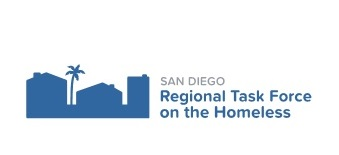 SAN DIEGO
Regional Task Force
on the Homeless